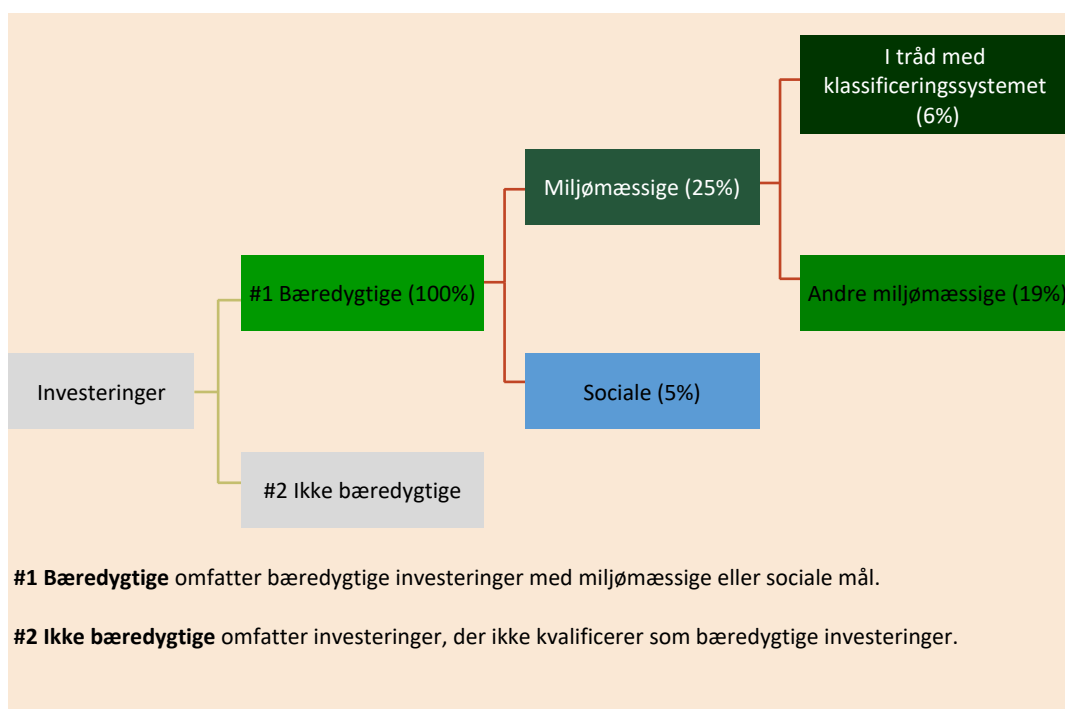 I tråd med
klassificeringssystemet
(6%)
Miljømæssige (25%)
#1 Bæredygtige (100%)
Andre miljømæssige (19%)
Investeringer
Sociale (5%)
#2 Ikke bæredygtige
#1 Bæredygtige omfatter bæredygtige investeringer med miljømæssige eller sociale mål.
#2 Ikke bæredygtige omfatter investeringer, der ikke kvalificerer som bæredygtige investeringer.